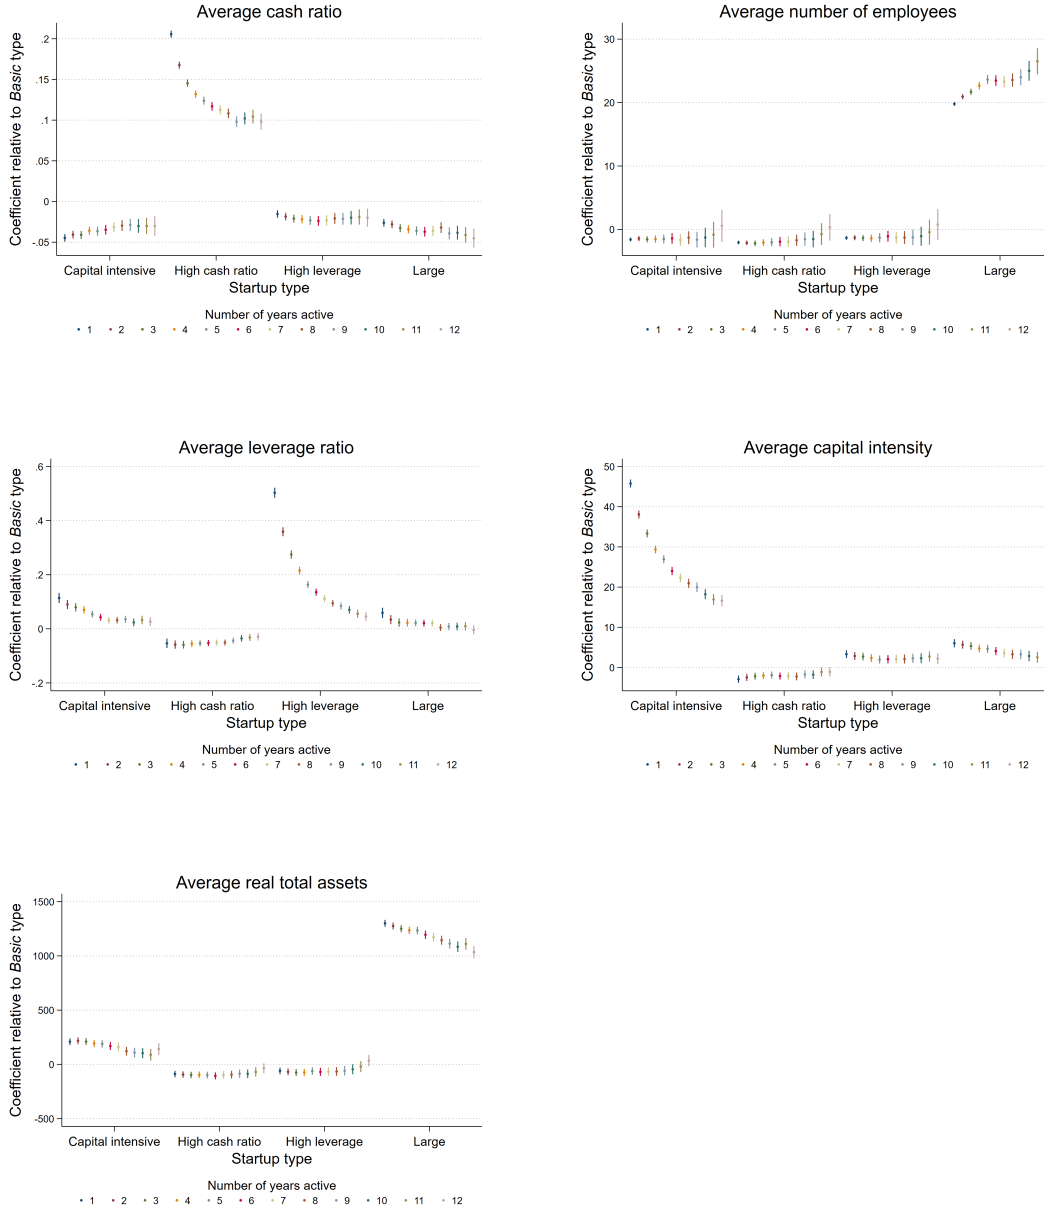 Average cash ratio
Coefficient relative to Basic type
.2
.15
.1
.05
0
-.05
Capital intensive High cash ratio High leverage Large
Startup type
Number of years active
1 2 3 4 5 6 7 8 9 10 11 12
Average number of employees
Coefficient relative to Basic type
30
20
10
0
Capital intensive High cash ratio High leverage Large
Startup type
Number of years active
1 2 3 4 5 6 7 8 9 10 11 12
Average leverage ratio
Coefficient relative to Basic type
.6
.4
.2
0
-.2
Capital intensive High cash ratio High leverage Large
Startup type
Number of years active
1 2 3 4 5 6 7 8 9 10 11 12
Average capital intensity
Coefficient relative to Basic type
50
40
30
20
10
0
Capital intensive High cash ratio High leverage Large
Startup type
Number of years active
1 2 3 4 5 6 7 8 9 10 11 12
Average real total assets
Coefficient relative to Basic type
1500
1000
500
0
-500
Capital intensive High cash ratio High leverage Large
Startup type
Number of years active
1 2 3 4 5 6 7 8 9 10 11 12